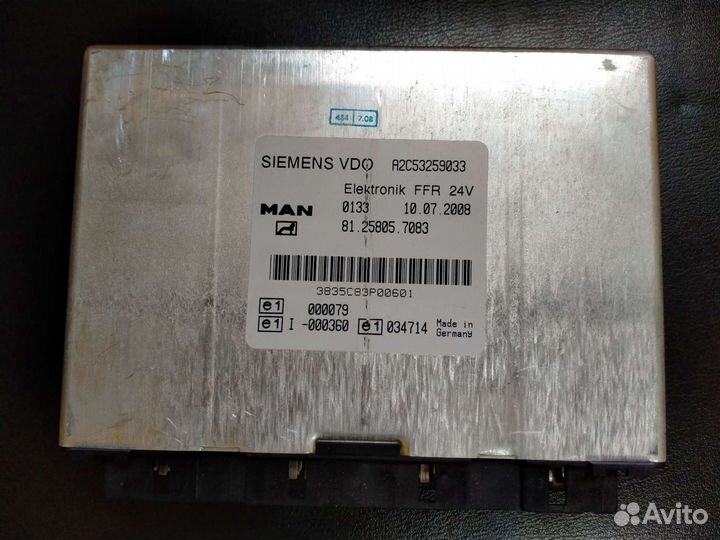 484 7.08
SIEMENS VDO A2C53259033
Elektronik FFR 24V
MAN 0133 10.07.2008
81.25805.7083
3835C83P00601
e1 000079
e1 I -000360 e1 034714 Made in
Germany
Avito